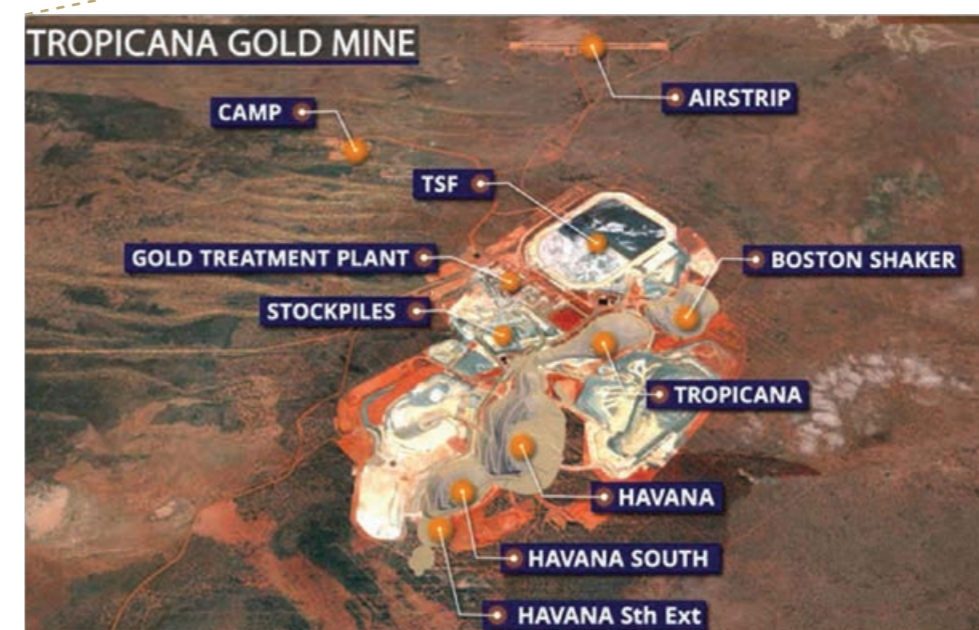 TROPICANA GOLD MINE
AIRSTRIP
CAMP
TSF
GOLD TREATMENT PLANT
BOSTON SHAKER
STOCKPILES
TROPICANA
HAVANA
HAVANA SOUTH
HAVANA Sth Ext